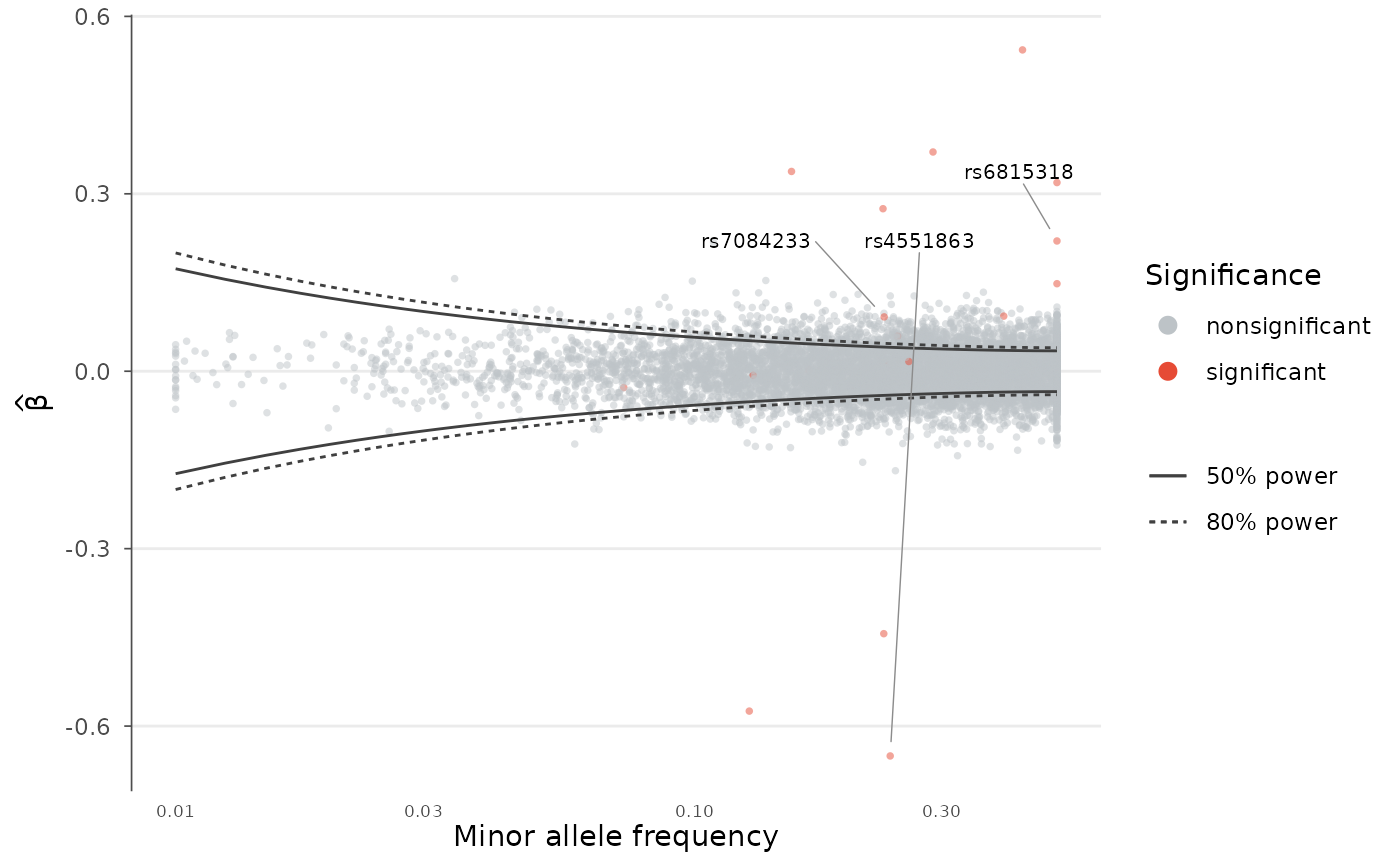 0.6
0.3
0.0
-0.3
-0.6
β̂
rs6815318
rs7084233
rs4551863
0.01
0.03
0.10
0.30
Minor allele frequency
Significance
nonsignificant
significant
50% power
80% power